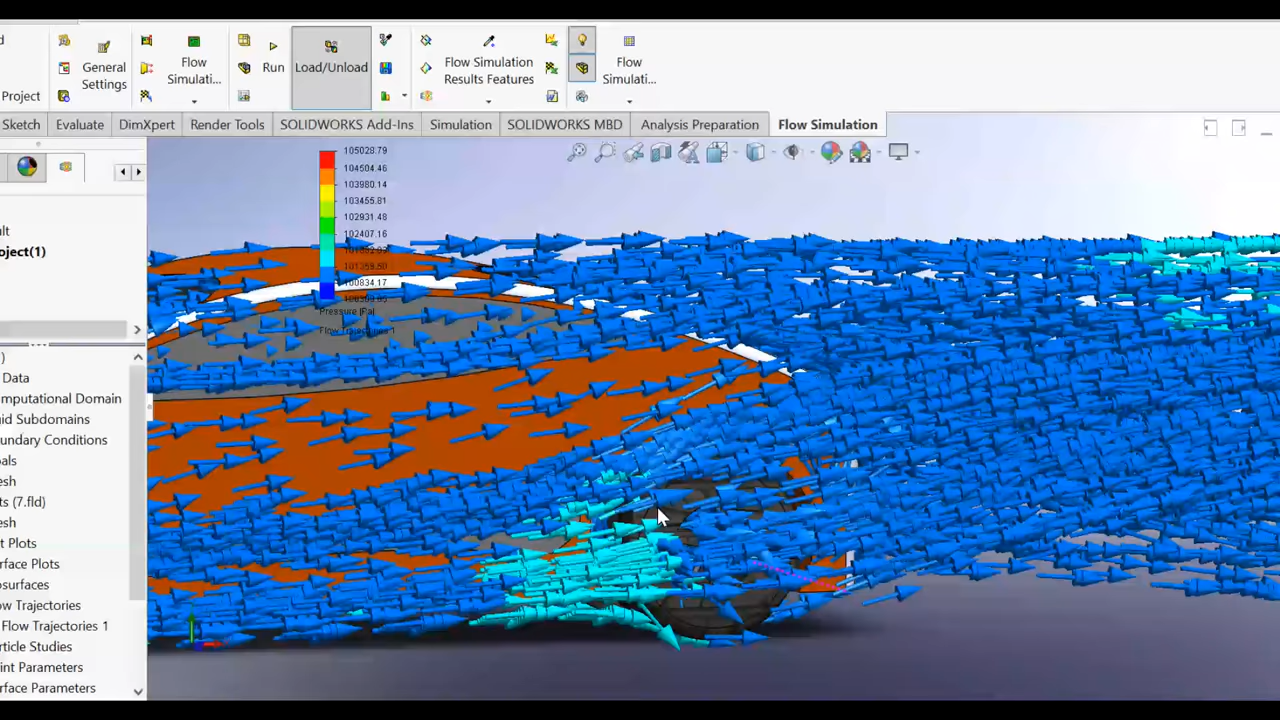 d
Project
General
Settings
Flow
Simulati...
Run
Load/Unload
Flow Simulation
Results Features
Flow
Simulati...
Sketch
Evaluate
DimXpert
Render Tools
SOLIDWORKS Add-Ins
Simulation
SOLIDWORKS MBD
Analysis Preparation
Flow Simulation
105028.79
104504.46
103980.14
103455.81
102931.48
102407.16
100834.17
Pressure [Pa]
Flow Trajectories 1
ult
oject(1)
)
Data
mputational Domain
uid Subdomains
undary Conditions
als
esh
ts (7.fld)
esh
t Plots
rface Plots
osurfaces
ow Trajectories
Flow Trajectories 1
rticle Studies
int Parameters
rface Parameters